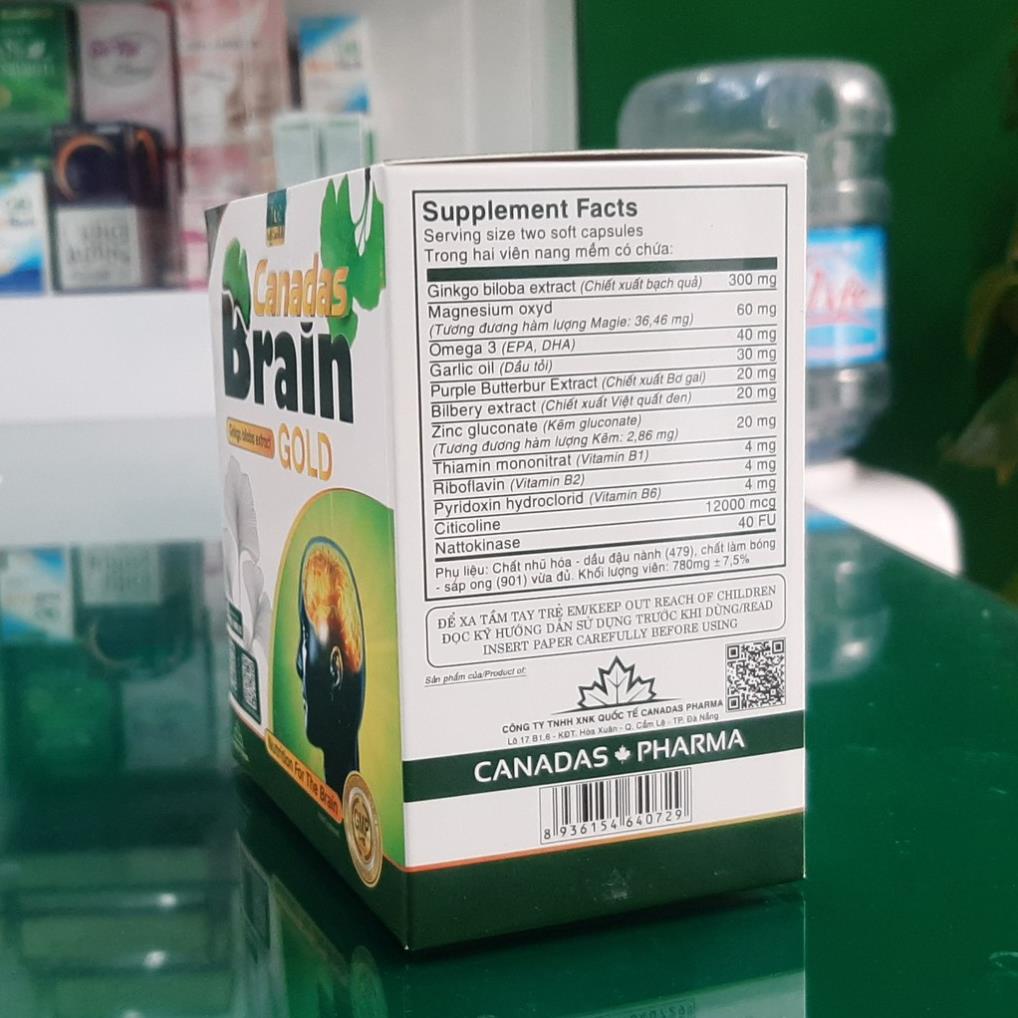 Canadas
Brain
Ginkgo biloba extract
GOLD
Nutrition For The Brain
GMP
Supplement Facts
Serving size two soft capsules
Trong hai viên nang mềm có chứa:
Ginkgo biloba extract (Chiết xuất bạch quả) 300 mg
Magnesium oxyd 60 mg
(Tương đương hàm lượng Magie: 36,46 mg)
Omega 3 (EPA, DHA) 40 mg
Garlic oil (Dầu tỏi) 30 mg
Purple Butterbur Extract (Chiết xuất Bơ gai) 20 mg
Bilbery extract (Chiết xuất Việt quất đen) 20 mg
Zinc gluconate (Kẽm gluconate) 20 mg
(Tương đương hàm lượng Kẽm: 2,86 mg)
Thiamin mononitrat (Vitamin B1) 4 mg
Riboflavin (Vitamin B2) 4 mg
Pyridoxin hydroclorid (Vitamin B6) 4 mg
Citicoline 12000 mcg
Nattokinase 40 FU
Phụ liệu: Chất nhũ hóa - dầu đậu nành (479), chất làm bóng
- sáp ong (901) vừa đủ. Khối lượng viên: 780mg ± 7,5%
ĐỂ XA TẦM TAY TRẺ EM/KEEP OUT REACH OF CHILDREN
ĐỌC KỸ HƯỚNG DẪN SỬ DỤNG TRƯỚC KHI DÙNG/READ
INSERT PAPER CAREFULLY BEFORE USING
Sản phẩm của/Product of:
CÔNG TY TNHH XNK QUỐC TẾ CANADAS PHARMA
Lô 17 B1.6 - KĐT. Hòa Xuân - Q. Cẩm Lệ - TP. Đà Nẵng
CANADAS PHARMA
8 936154 640729